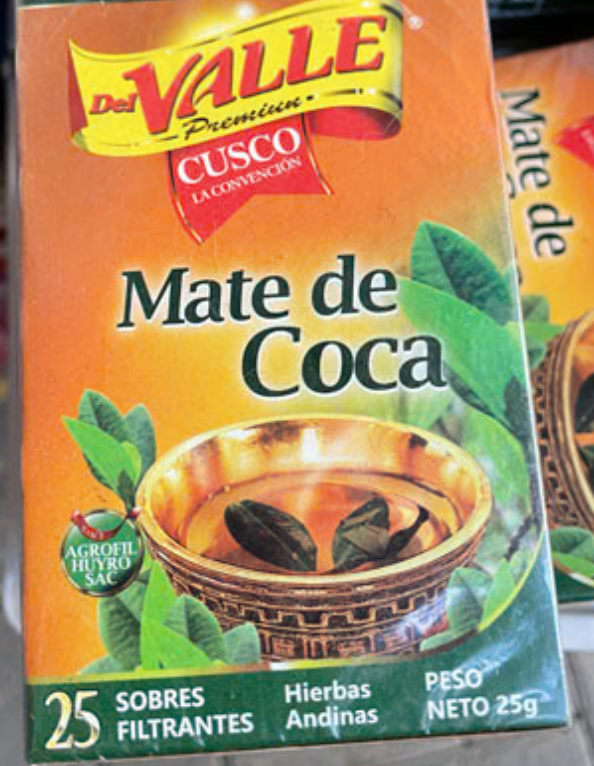 Del VALLE®
Premiun
CUSCO
LA CONVENCIÓN
Mate de
Coca
AGROFIL
HUYRO
SAC
25 SOBRES
FILTRANTES
Hierbas
Andinas
PESO
NETO 25g
Mate de